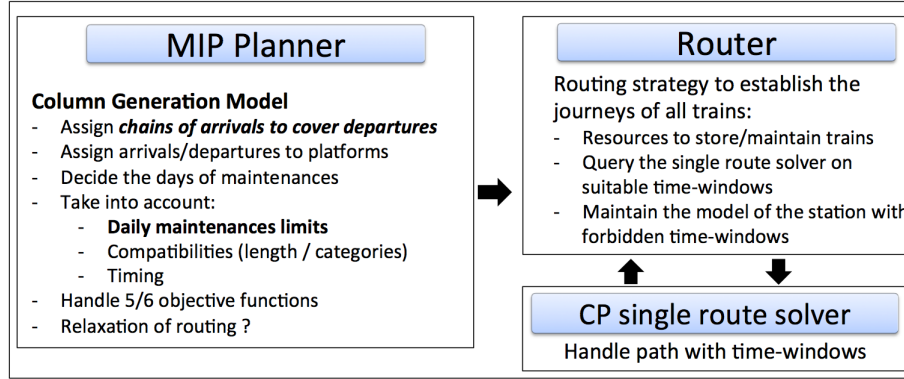 MIP Planner
Column Generation Model
- Assign chains of arrivals to cover departures
- Assign arrivals/departures to platforms
- Decide the days of maintenances
- Take into account:
- Daily maintenances limits
- Compatibilities (length / categories)
- Timing
- Handle 5/6 objective functions
- Relaxation of routing ?
Router
Routing strategy to establish the
journeys of all trains:
- Resources to store/maintain trains
- Query the single route solver on
suitable time-windows
- Maintain the model of the station with
forbidden time-windows
CP single route solver
Handle path with time-windows